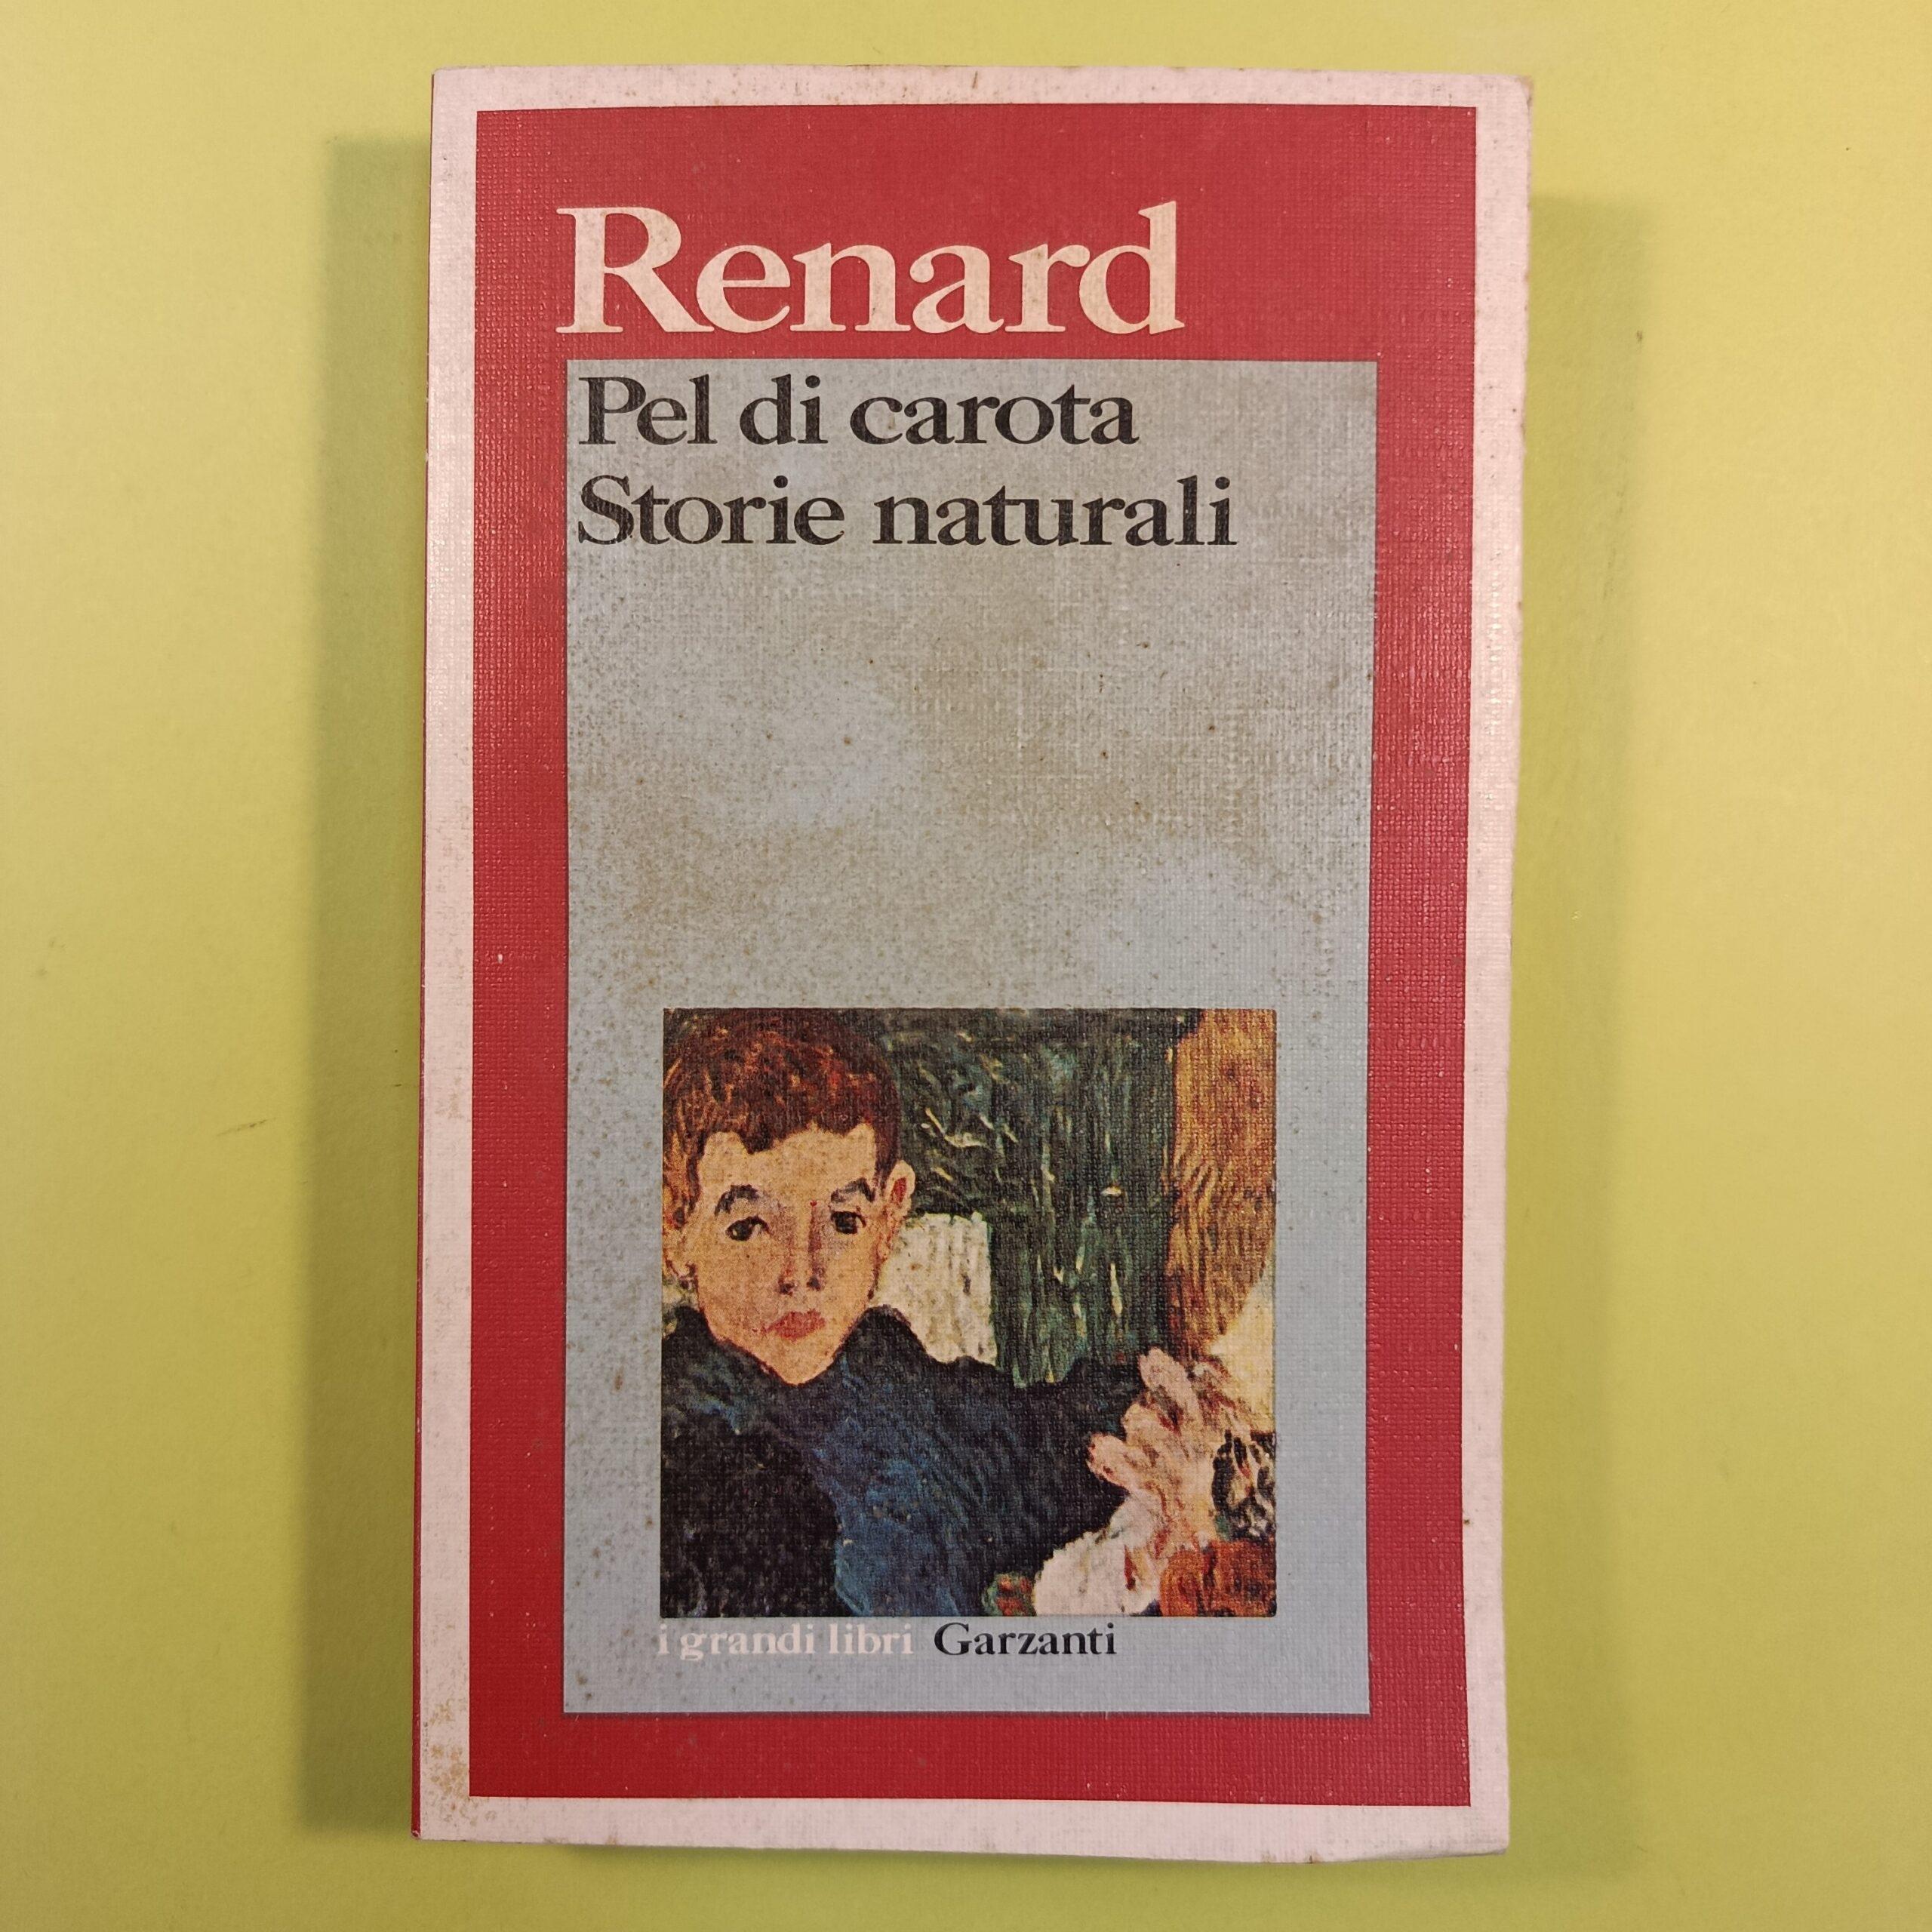 Renard
Pel di carota
Storie naturali
i grandi libri Garzanti